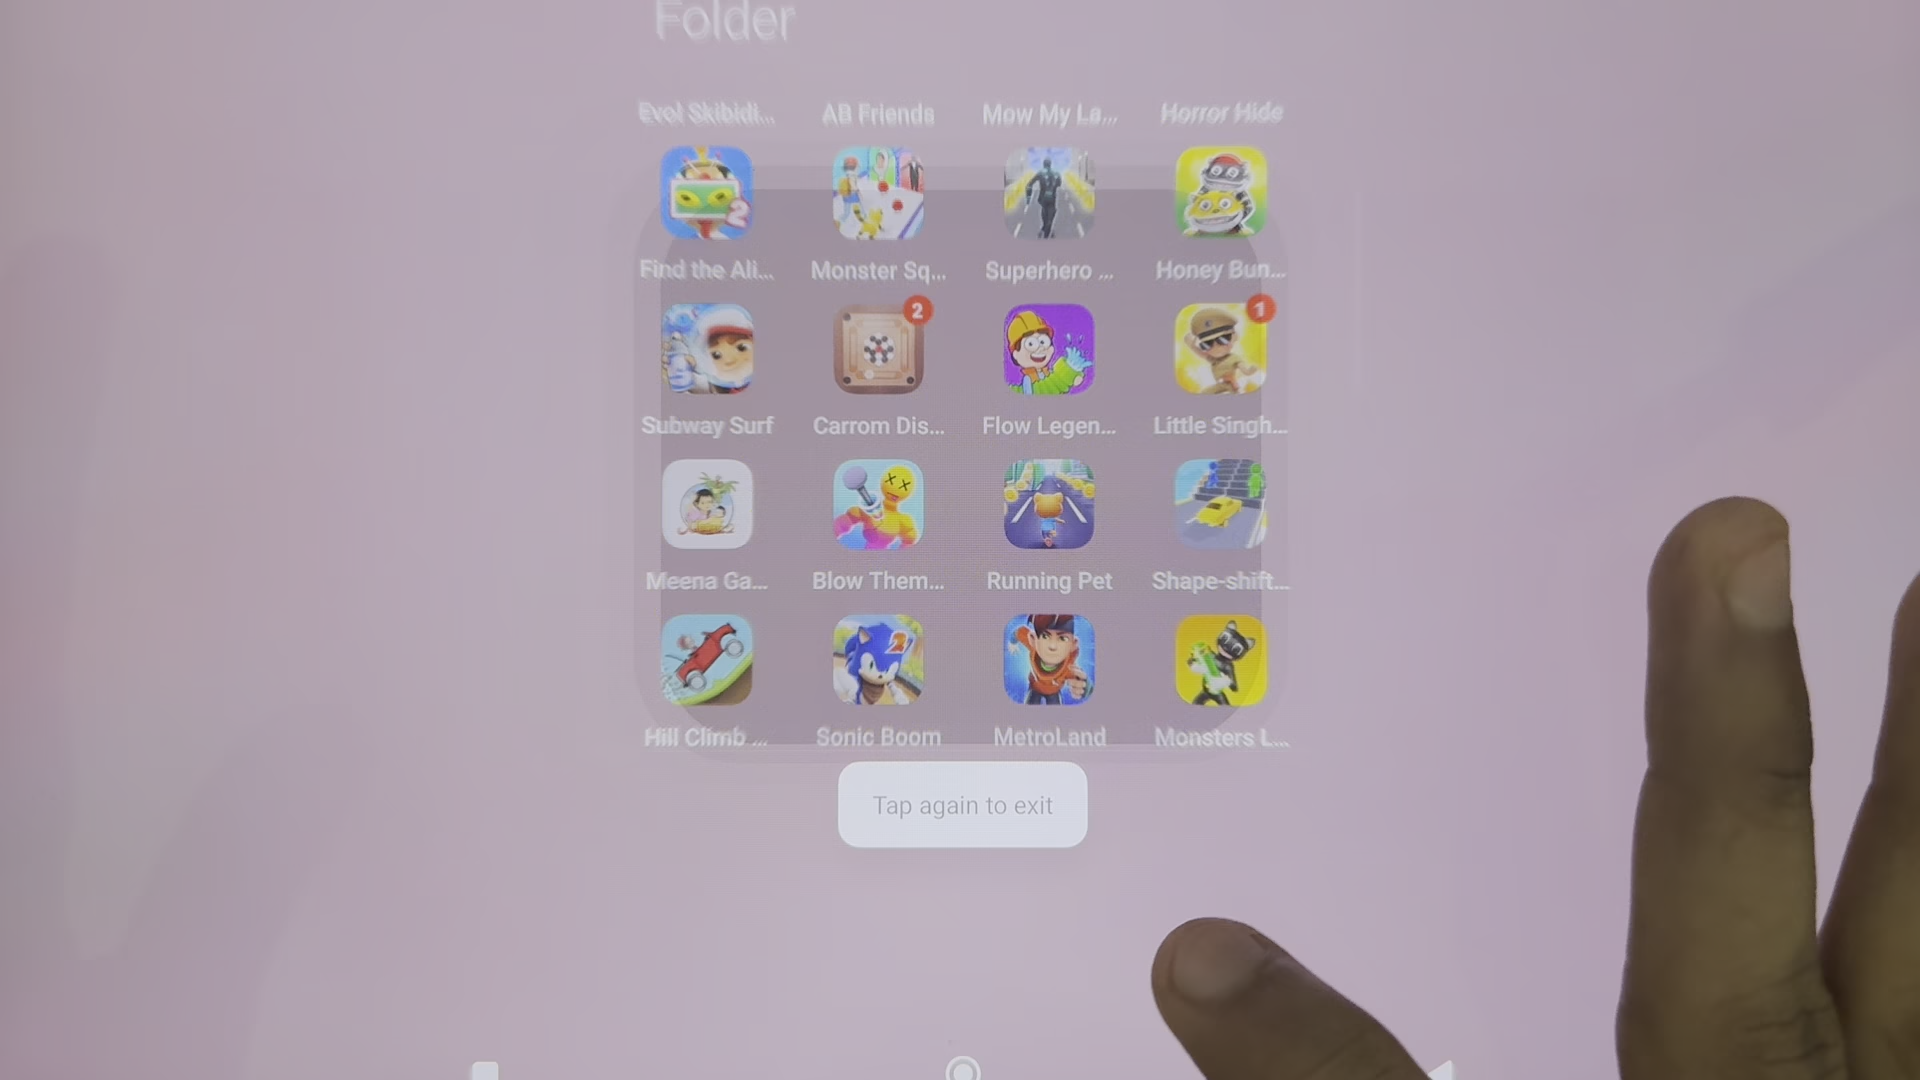 Folder
Evol Skibidi... AB Friends Mow My La... Horror Hide
2
Find the Ali... Monster Sq... Superhero ... Honey Bun...
2 1
Subway Surf Carrom Dis... Flow Legen... Little Singh...
Meena Ga... Blow Them... Running Pet Shape-shift...
2
Hill Climb ... Sonic Boom MetroLand Monsters L...
Tap again to exit